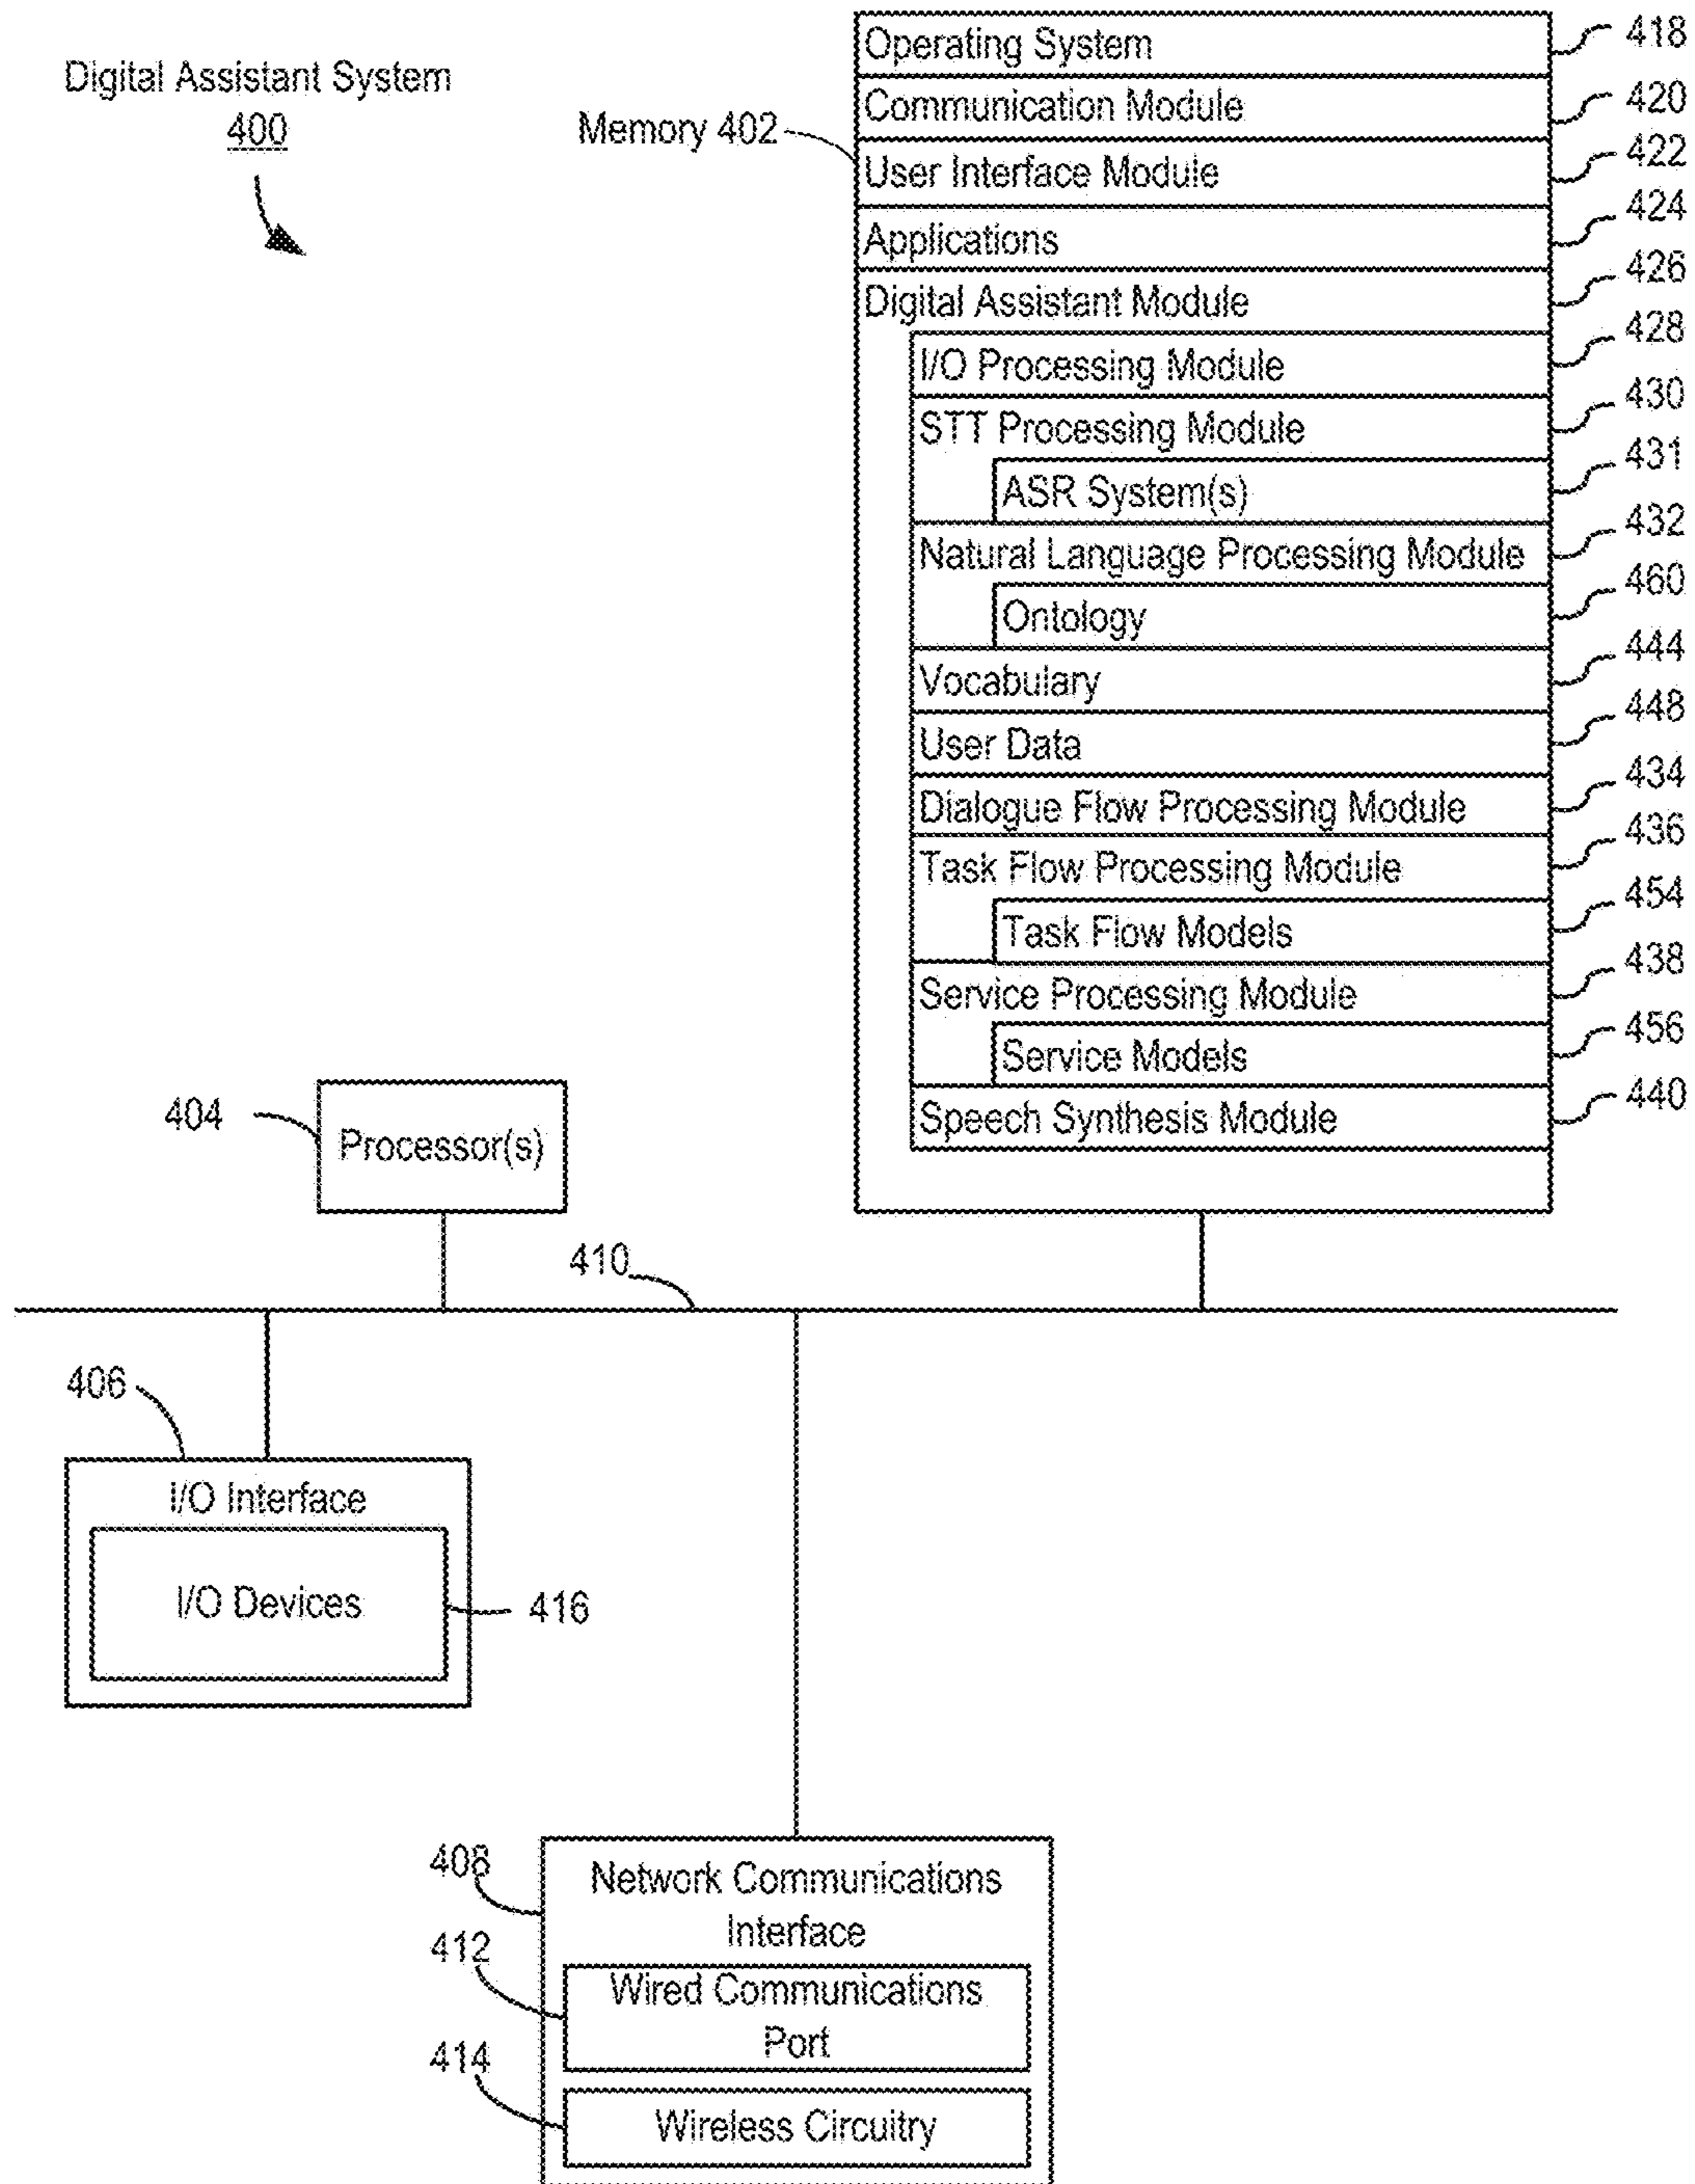 Digital Assistant System
400
Memory 402
Operating System 418
Communication Module 420
User Interface Module 422
Applications 424
Digital Assistant Module 426
I/O Processing Module 428
STT Processing Module 430
ASR System(s) 431
Natural Language Processing Module 432
Ontology 460
Vocabulary 444
User Data 448
Dialogue Flow Processing Module 434
Task Flow Processing Module 436
Task Flow Models 454
Service Processing Module 438
Service Models 456
Speech Synthesis Module 440
404
Processor(s)
410
406
I/O Interface
I/O Devices
416
408
Network Communications
Interface
412
Wired Communications
Port
414
Wireless Circuitry